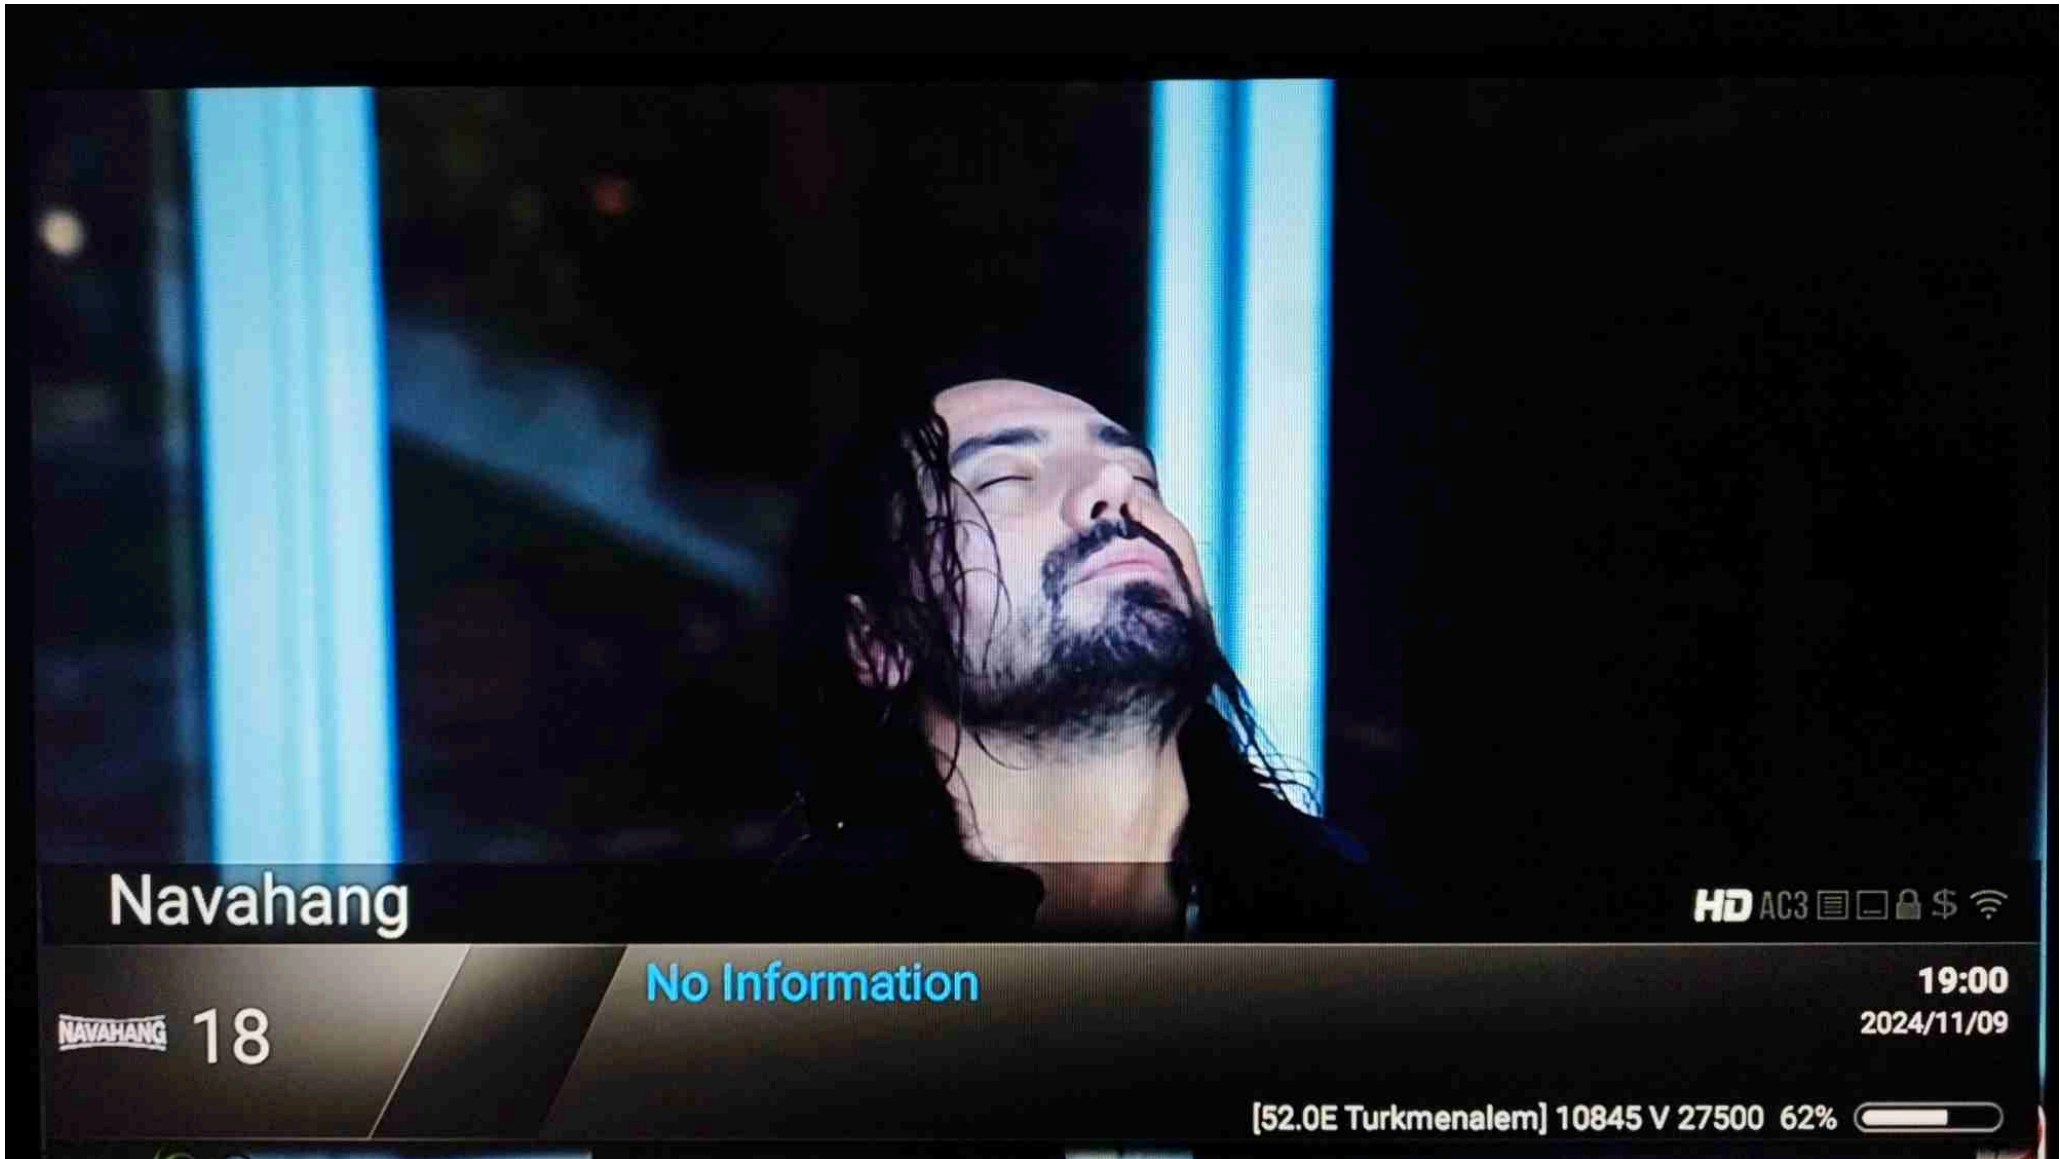 Navahang
HD AC3 $
No Information
19:00
NAVAHANG 18
2024/11/09
[52.0E Turkmenalem] 10845 V 27500 62%